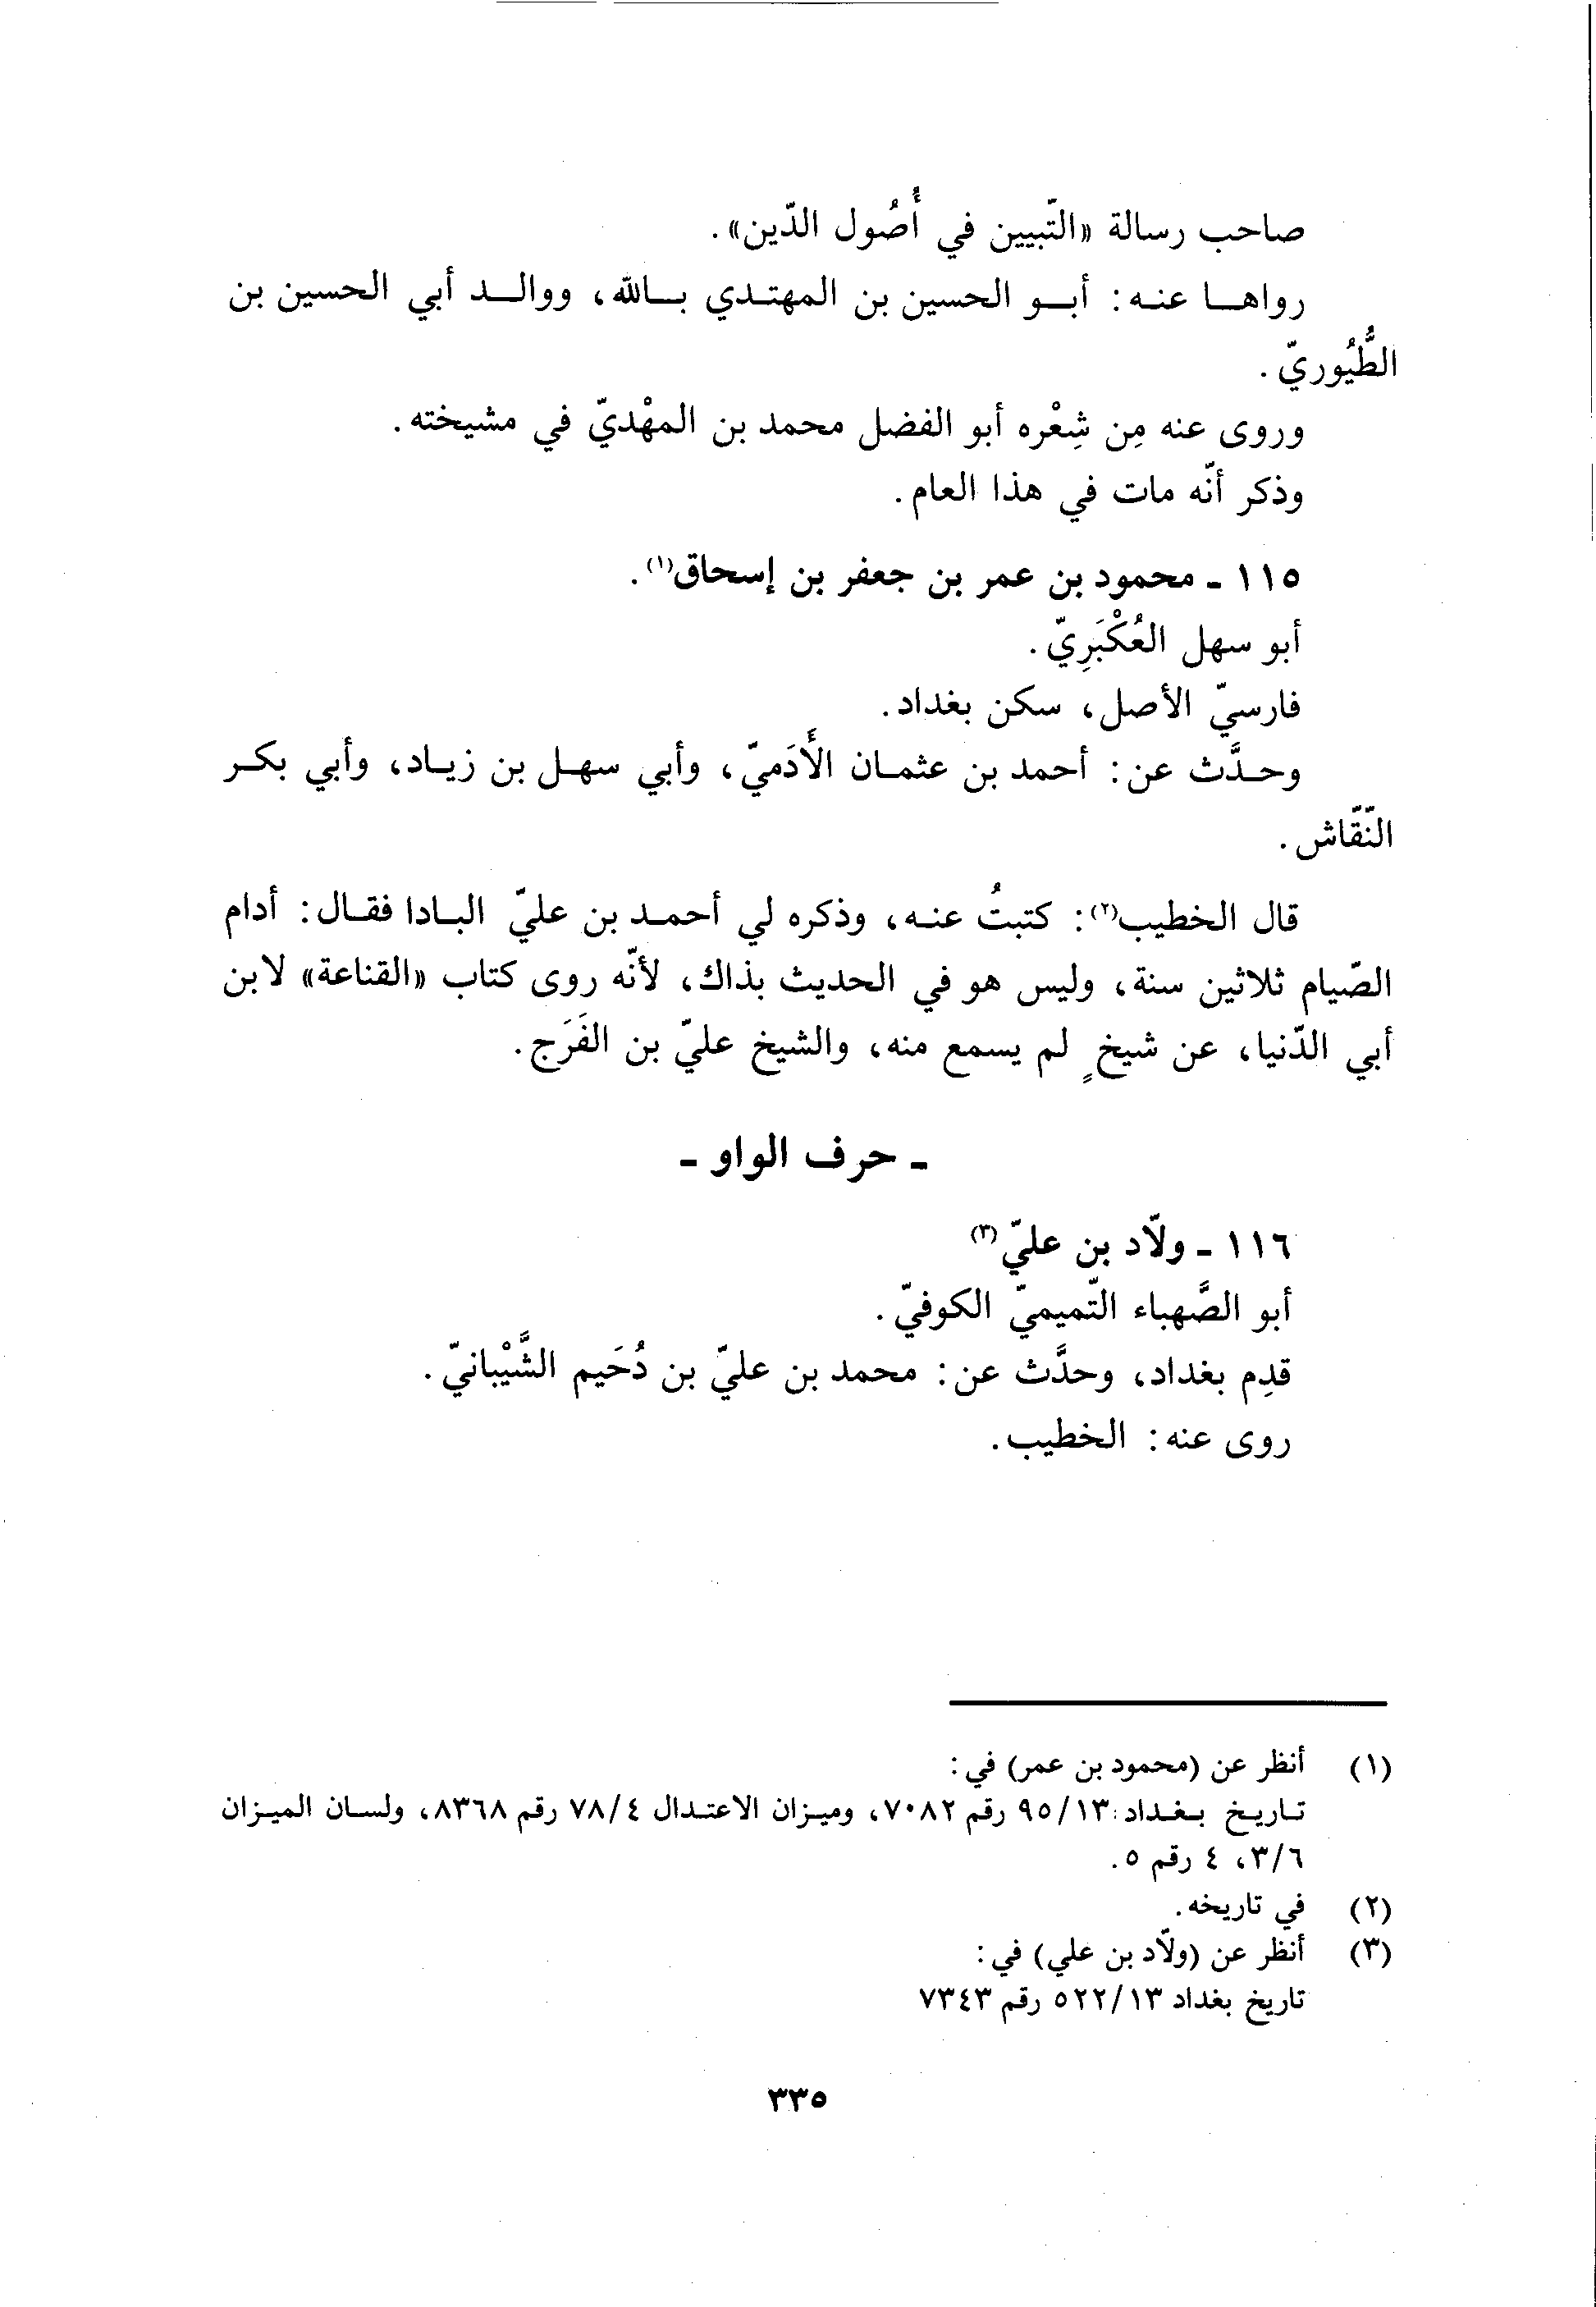 صاحب رسالة «التّبيين في أُصُول الدّين».
رواها عنه: أبو الحسين بن المهتدي بالله، ووالد أبي الحسين بن
الطُّيُوريّ.
وروى عنه مِن شِعْره أبو الفضل محمد بن المهْديّ في مشيخته.
وذكر أنّه مات في هذا العام.
١١٥ - محمود بن عمر بن جعفر بن إسحاق(١).
أبو سهل العُكْبَرِيّ.
فارسيّ الأصل، سكن بغداد.
وحدَّث عن: أحمد بن عثمان الأَدَميّ، وأبي سهل بن زياد، وأبي بكر
النّقّاش.
قال الخطيب(٢): كتبتُ عنه، وذكره لي أحمد بن عليّ البادا فقال: أدام
الصّيام ثلاثين سنة، وليس هو في الحديث بذاك، لأنّه روى كتاب «القناعة» لابن
أبي الدّنيا، عن شيخٍ لم يسمع منه، والشيخ عليّ بن الفَرَج.
- حرف الواو -
١١٦ - ولّاد بن عليّ(٣)
أبو الصَّهباء التّميميّ الكوفيّ.
قدِم بغداد، وحدَّث عن: محمد بن عليّ بن دُحَيم الشَّيْبانيّ.
روى عنه: الخطيب.
(١) أنظر عن (محمود بن عمر) في:
تاريخ بغداد: ٩٥/١٣ رقم ٧٠٨٢، وميزان الاعتدال ٧٨/٤ رقم ٨٣٦٨، ولسان الميزان
٣/٦، ٤ رقم ٥.
(٢) في تاريخه.
(٣) أنظر عن (ولّاد بن علي) في:
تاريخ بغداد ٥٢٢/١٣ رقم ٧٣٤٣
٣٣٥